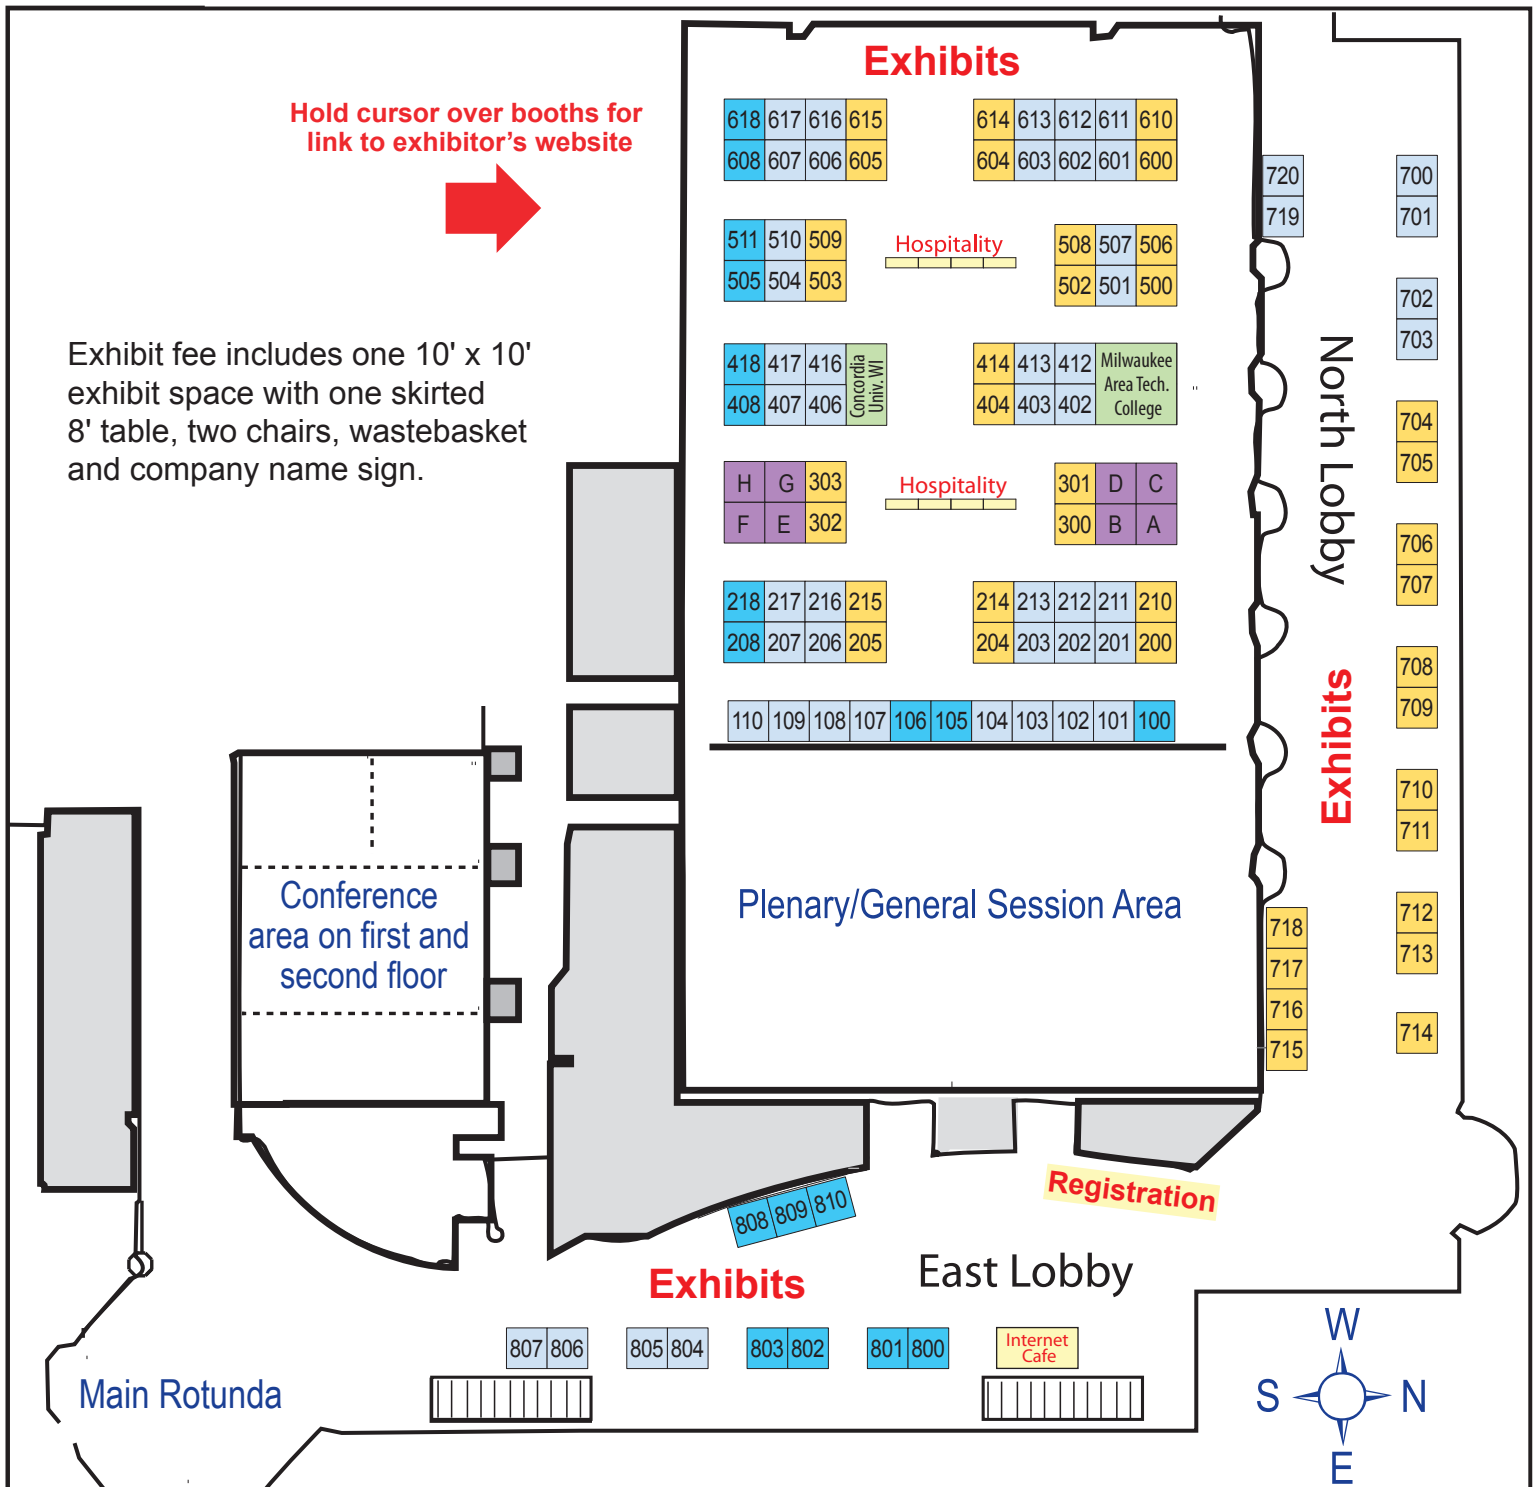 Exhibits
Hold cursor over booths for
link to exhibitor's website
618 617 616 615
614 613 612 611 610
608 607 606 605
604 603 602 601 600
720
719
700
701
511 510 509
505 504 503
Hospitality
508 507 506
502 501 500
702
703
Exhibit fee includes one 10' x 10'
exhibit space with one skirted
8' table, two chairs, wastebasket
and company name sign.
418 417 416
408 407 406
Concordia
Univ. WI
414 413 412
404 403 402
Milwaukee
Area Tech.
College
North Lobby
704
705
H G 303
F E 302
Hospitality
301 D C
300 B A
706
707
218 217 216 215
208 207 206 205
214 213 212 211 210
204 203 202 201 200
708
709
Exhibits
110 109 108 107 106 105 104 103 102 101 100
710
711
Conference
area on first and
second floor
Plenary/General Session Area
718
717
716
715
712
713
714
Registration
808 809 810
East Lobby
Exhibits
807 806
805 804
803 802
801 800
Internet
Cafe
Main Rotunda
W
S N
E